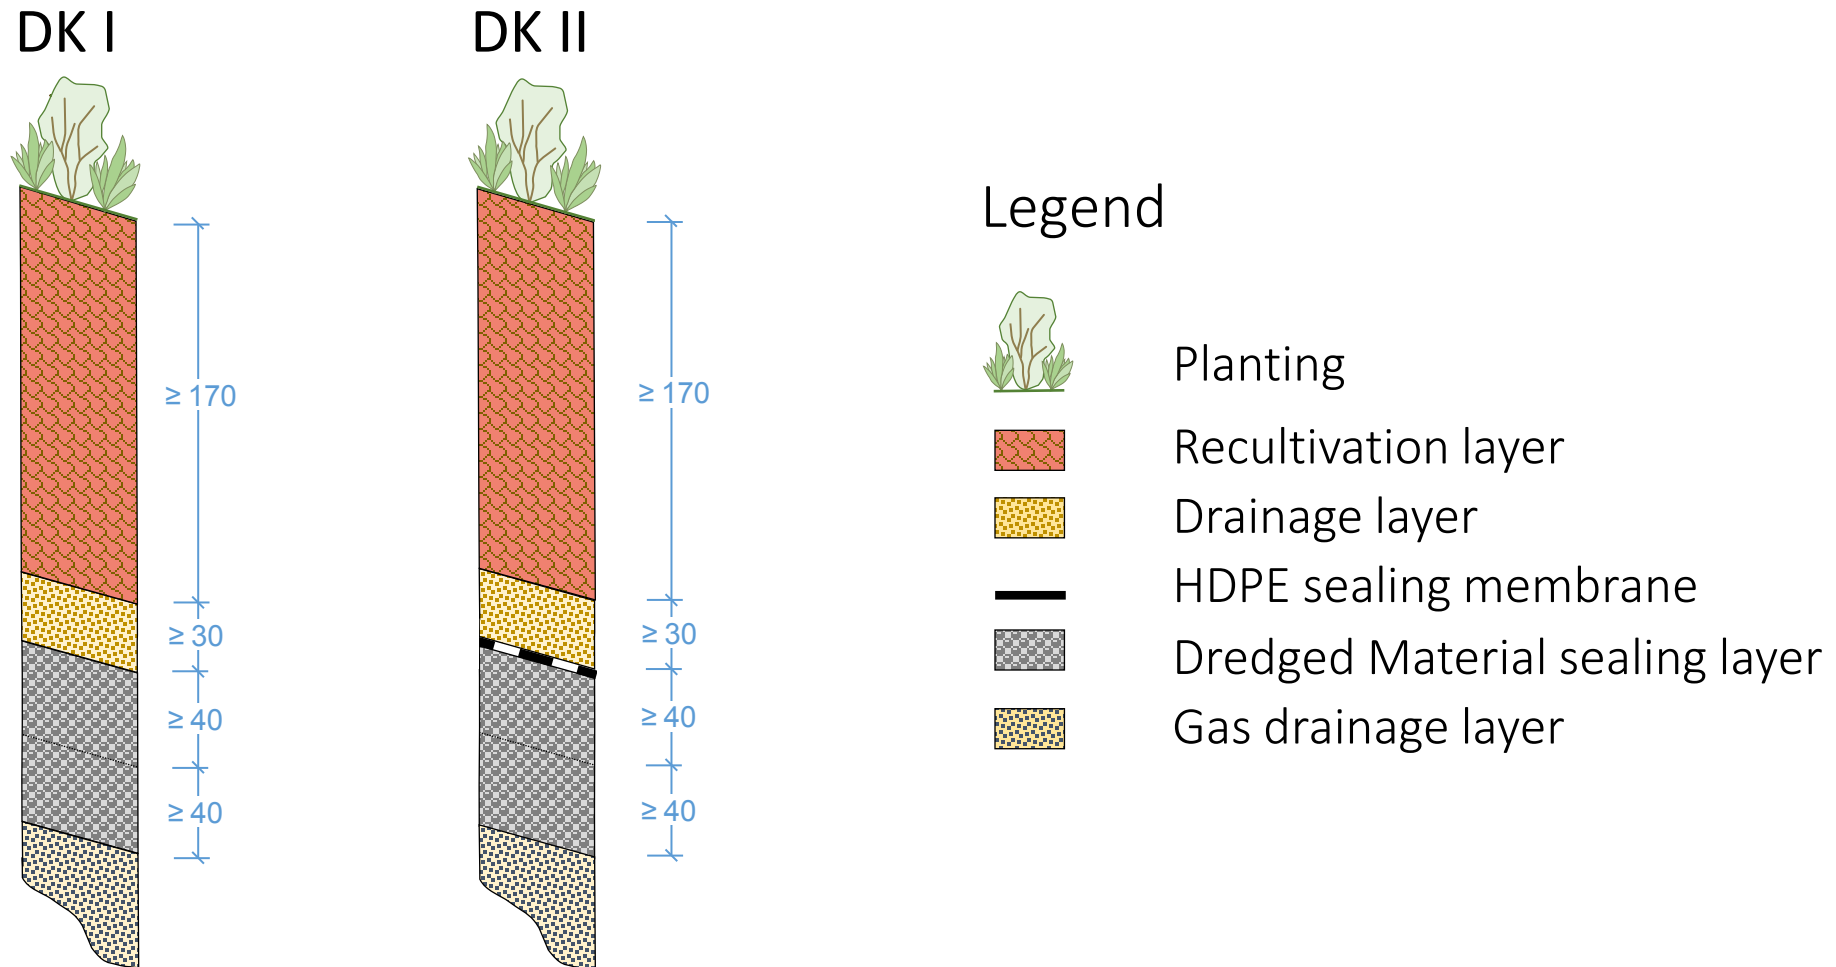 DK I
DK II
≥ 170
≥ 30
≥ 40
≥ 40
≥ 170
≥ 30
≥ 40
≥ 40
Legend
Planting
Recultivation layer
Drainage layer
HDPE sealing membrane
Dredged Material sealing layer
Gas drainage layer